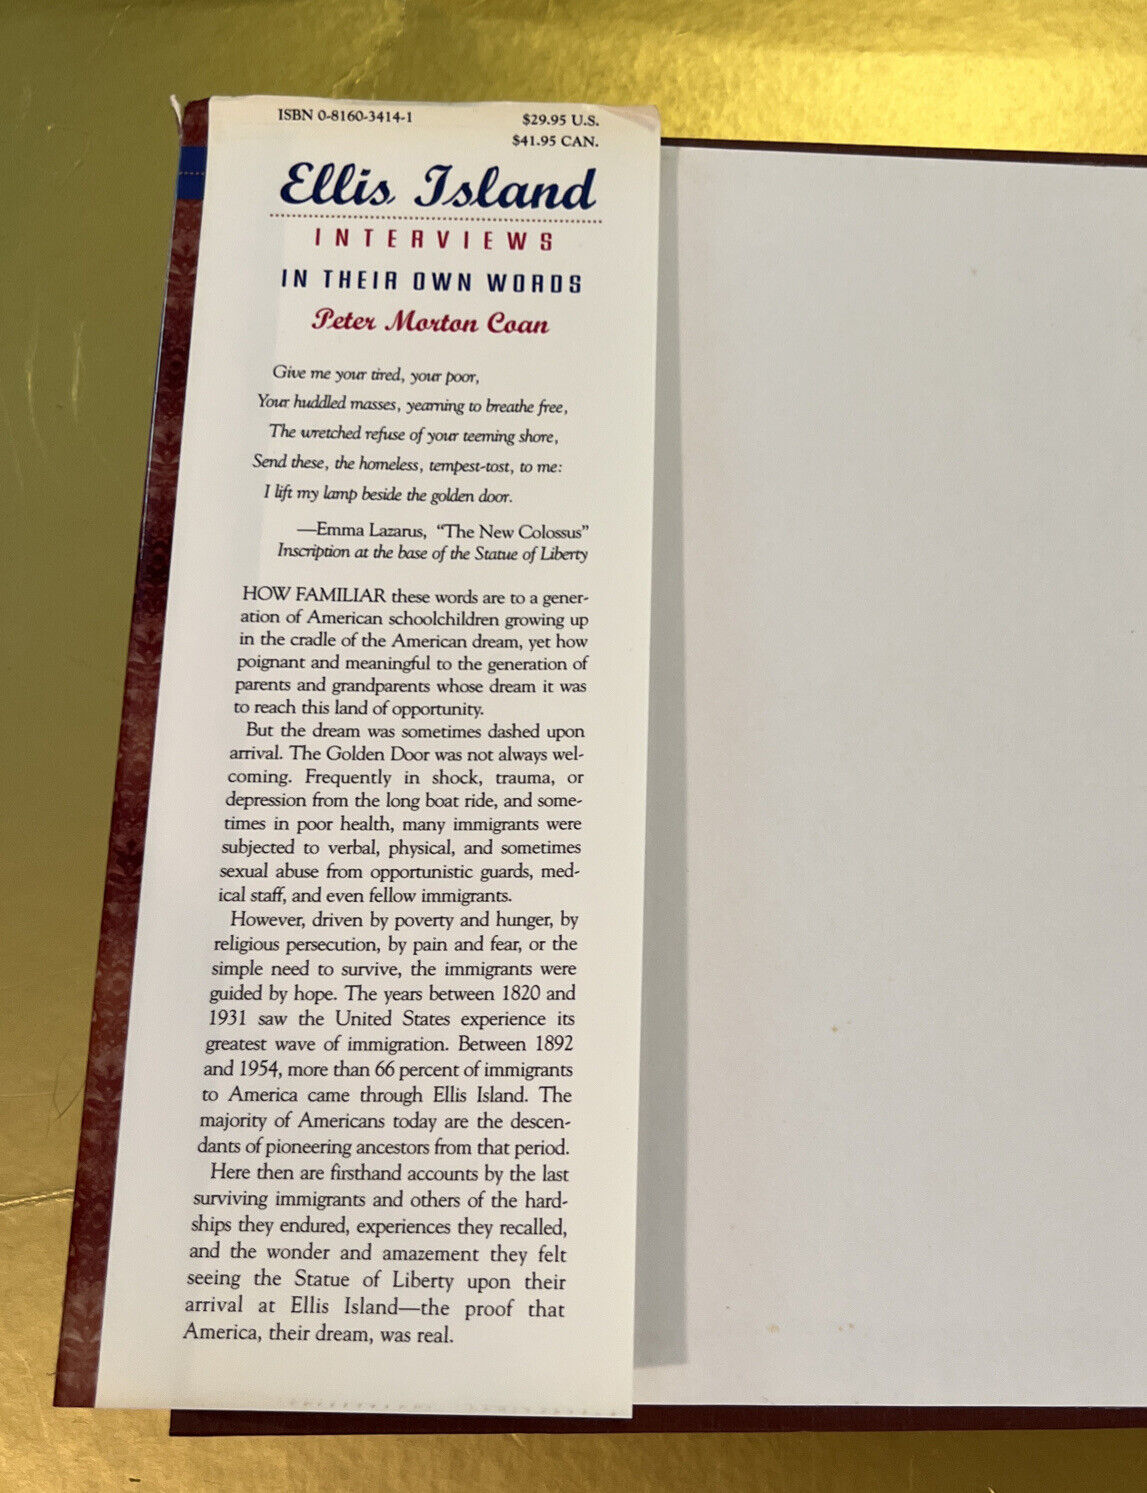 ISBN 0-8160-3414-1
$29.95 U.S.
$41.95 CAN.
Ellis Island
INTERVIEWS
IN THEIR OWN WORDS
Peter Morton Coan
Give me your tired, your poor,
Your huddled masses, yearning to breathe free,
The wretched refuse of your teeming shore,
Send these, the homeless, tempest-tost, to me:
I lift my lamp beside the golden door.
—Emma Lazarus, “The New Colossus”
Inscription at the base of the Statue of Liberty
HOW FAMILIAR these words are to a gener-
ation of American schoolchildren growing up
in the cradle of the American dream, yet how
poignant and meaningful to the generation of
parents and grandparents whose dream it was
to reach this land of opportunity.
But the dream was sometimes dashed upon
arrival. The Golden Door was not always wel-
coming. Frequently in shock, trauma, or
depression from the long boat ride, and some-
times in poor health, many immigrants were
subjected to verbal, physical, and sometimes
sexual abuse from opportunistic guards, med-
ical staff, and even fellow immigrants.
However, driven by poverty and hunger, by
religious persecution, by pain and fear, or the
simple need to survive, the immigrants were
guided by hope. The years between 1820 and
1931 saw the United States experience its
greatest wave of immigration. Between 1892
and 1954, more than 66 percent of immigrants
to America came through Ellis Island. The
majority of Americans today are the descen-
dants of pioneering ancestors from that period.
Here then are firsthand accounts by the last
surviving immigrants and others of the hard-
ships they endured, experiences they recalled,
and the wonder and amazement they felt
seeing the Statue of Liberty upon their
arrival at Ellis Island—the proof that
America, their dream, was real.